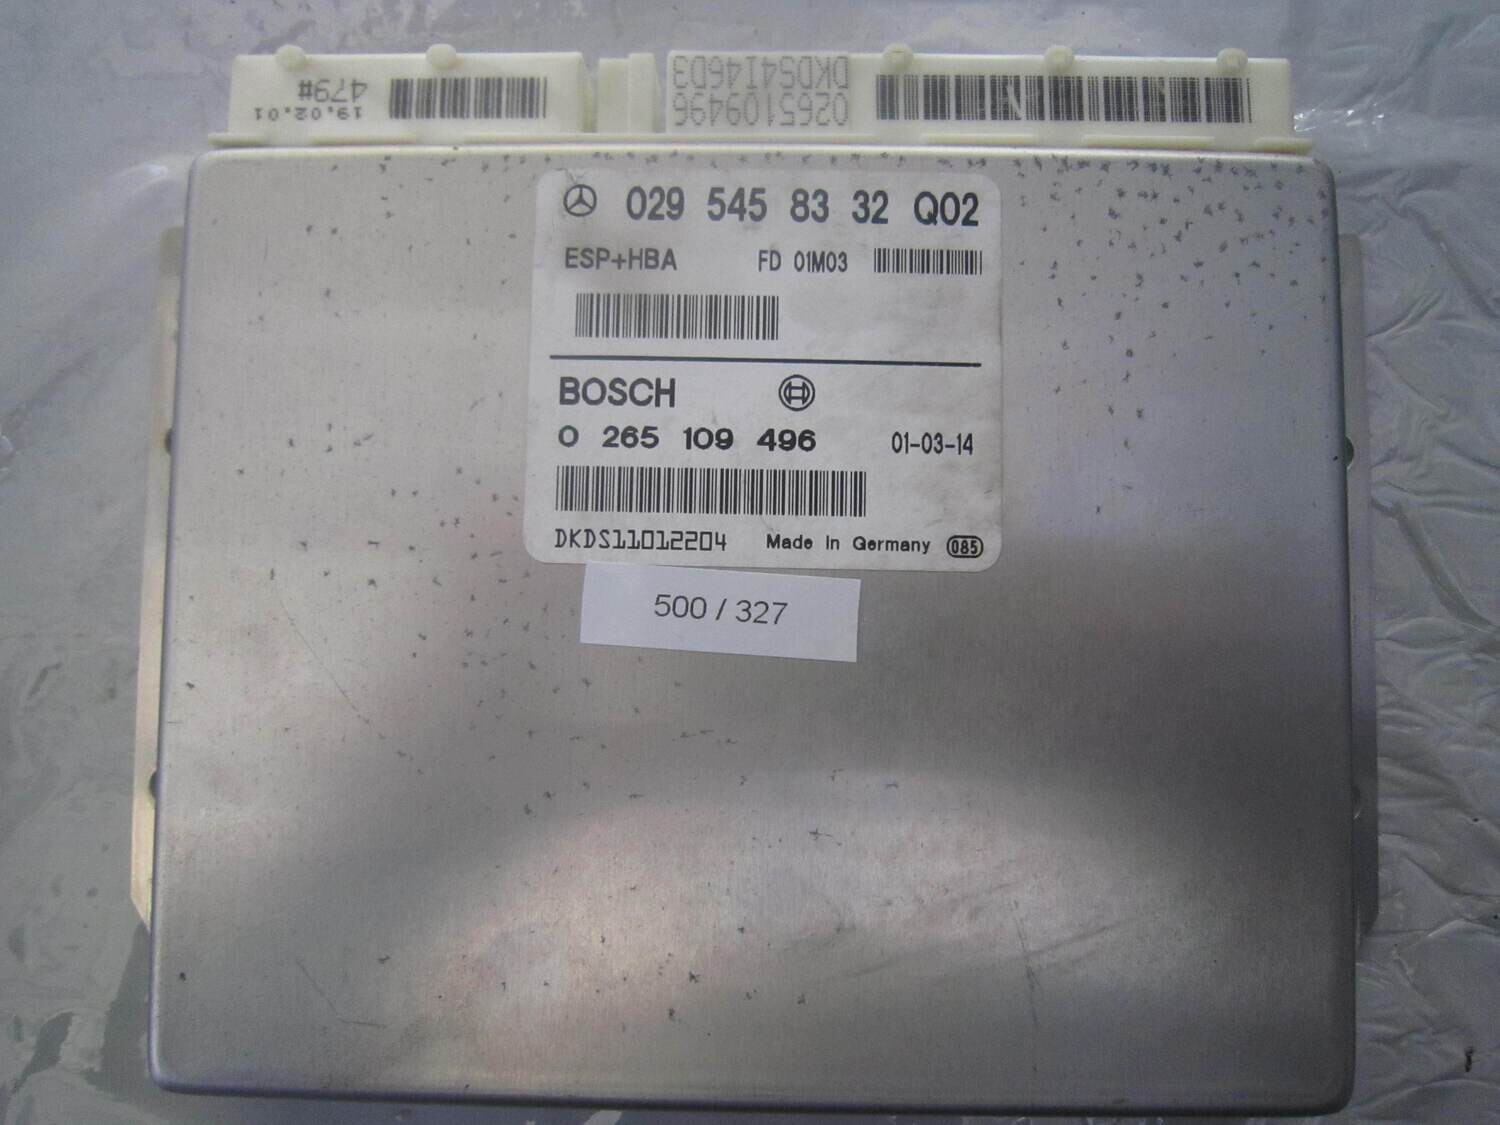 479#
19.02.01
DKDS4I46D3
0265109496
029 545 83 32 Q02
ESP+HBA FD 01M03
BOSCH
0 265 109 496 01-03-14
DKDS11012204 Made in Germany 085
500 / 327